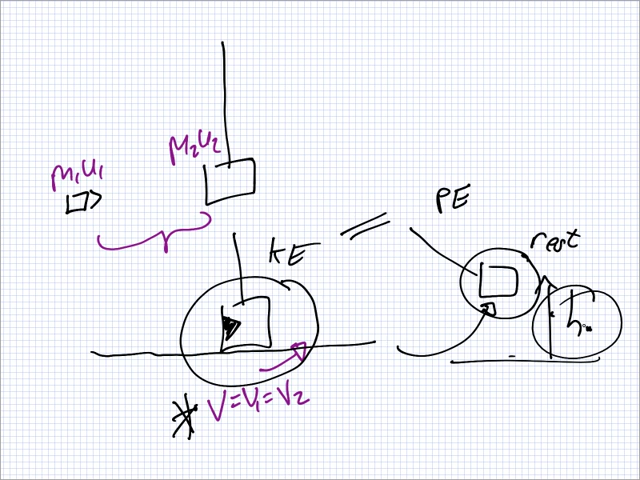 M₂U₂
M₁U₁
PE
KE =
rest
h
* V=V₁=V₂